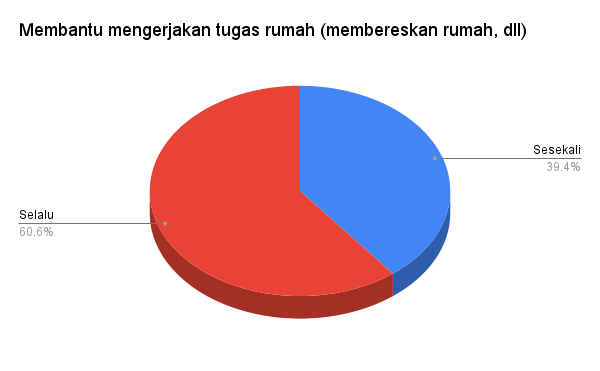 Membantu mengerjakan tugas rumah (membereskan rumah, dll)
Sesekali
39.4%
Selalu
60.6%